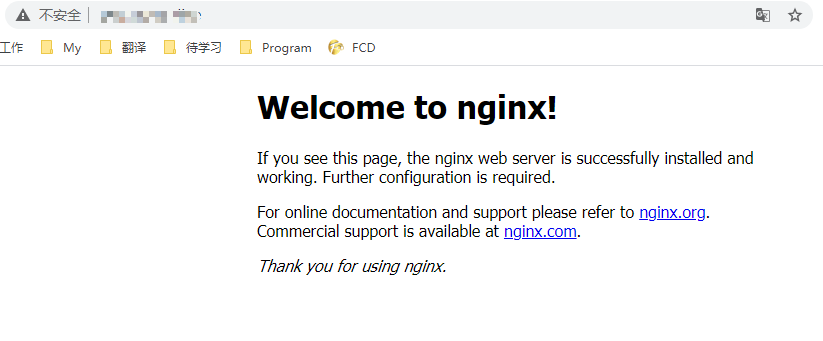 不安全
工作 My 翻译 待学习 Program FCD
Welcome to nginx!
If you see this page, the nginx web server is successfully installed and
working. Further configuration is required.
For online documentation and support please refer to nginx.org.
Commercial support is available at nginx.com.
Thank you for using nginx.